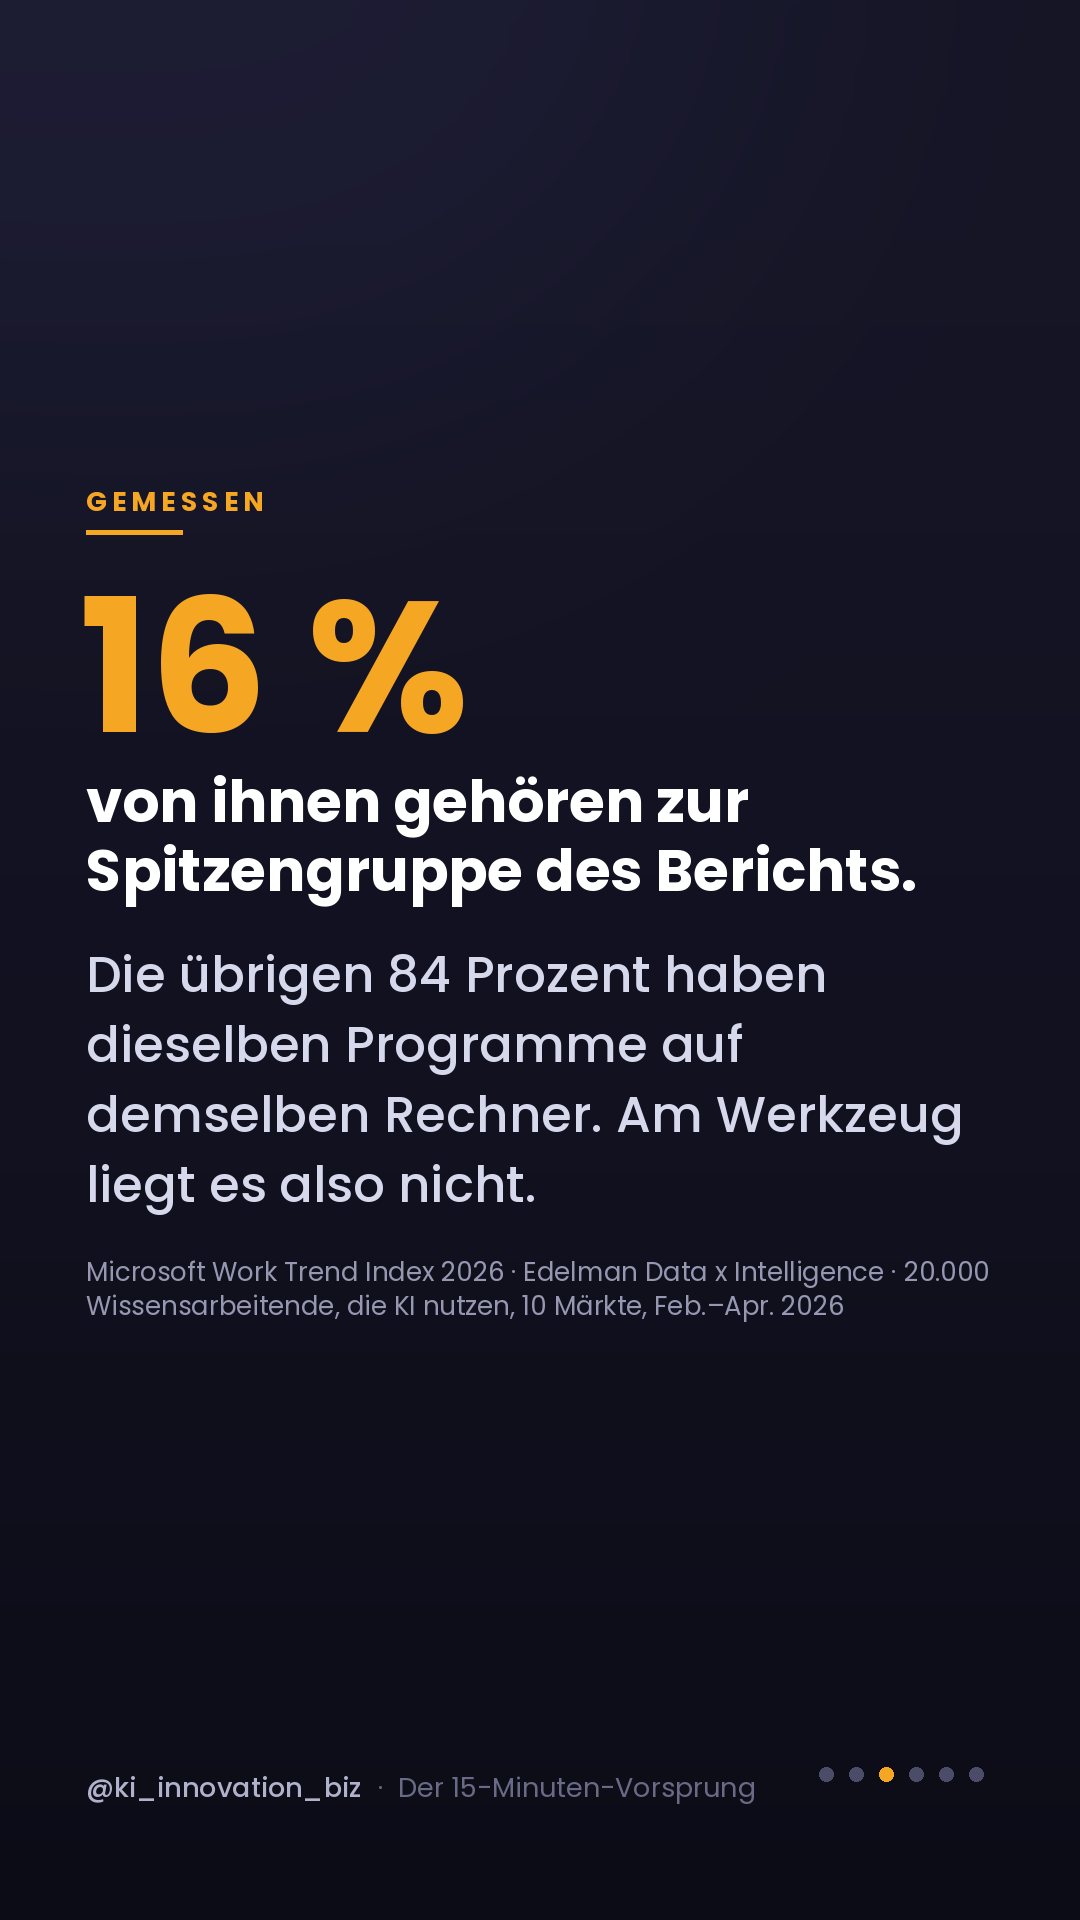 GEMESSEN
16 %
von ihnen gehören zur
Spitzengruppe des Berichts.
Die übrigen 84 Prozent haben
dieselben Programme auf
demselben Rechner. Am Werkzeug
liegt es also nicht.
Microsoft Work Trend Index 2026 · Edelman Data x Intelligence · 20.000
Wissensarbeitende, die KI nutzen, 10 Märkte, Feb.–Apr. 2026
@ki_innovation_biz · Der 15-Minuten-Vorsprung